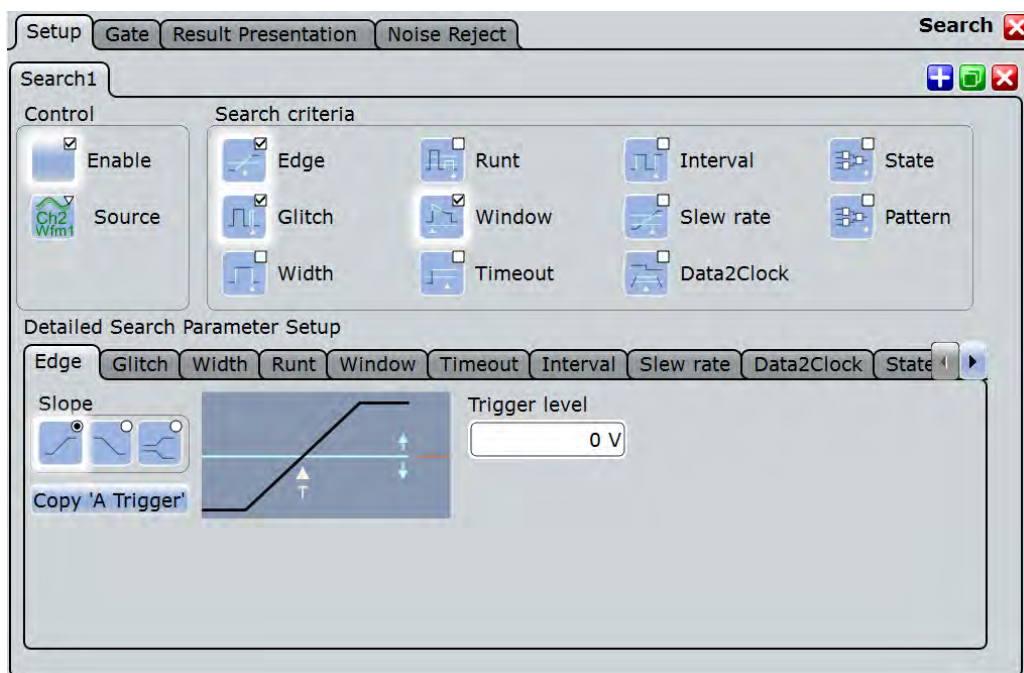 Setup Gate Result Presentation Noise Reject Search
Search1
Control Search criteria
Enable Edge Runt Interval State
Ch2
Wfm1
Source Glitch Window Slew rate Pattern
Width Timeout Data2Clock
Detailed Search Parameter Setup
Edge Glitch Width Runt Window Timeout Interval Slew rate Data2Clock State
Slope Trigger level
0 V
T
Copy 'A Trigger'